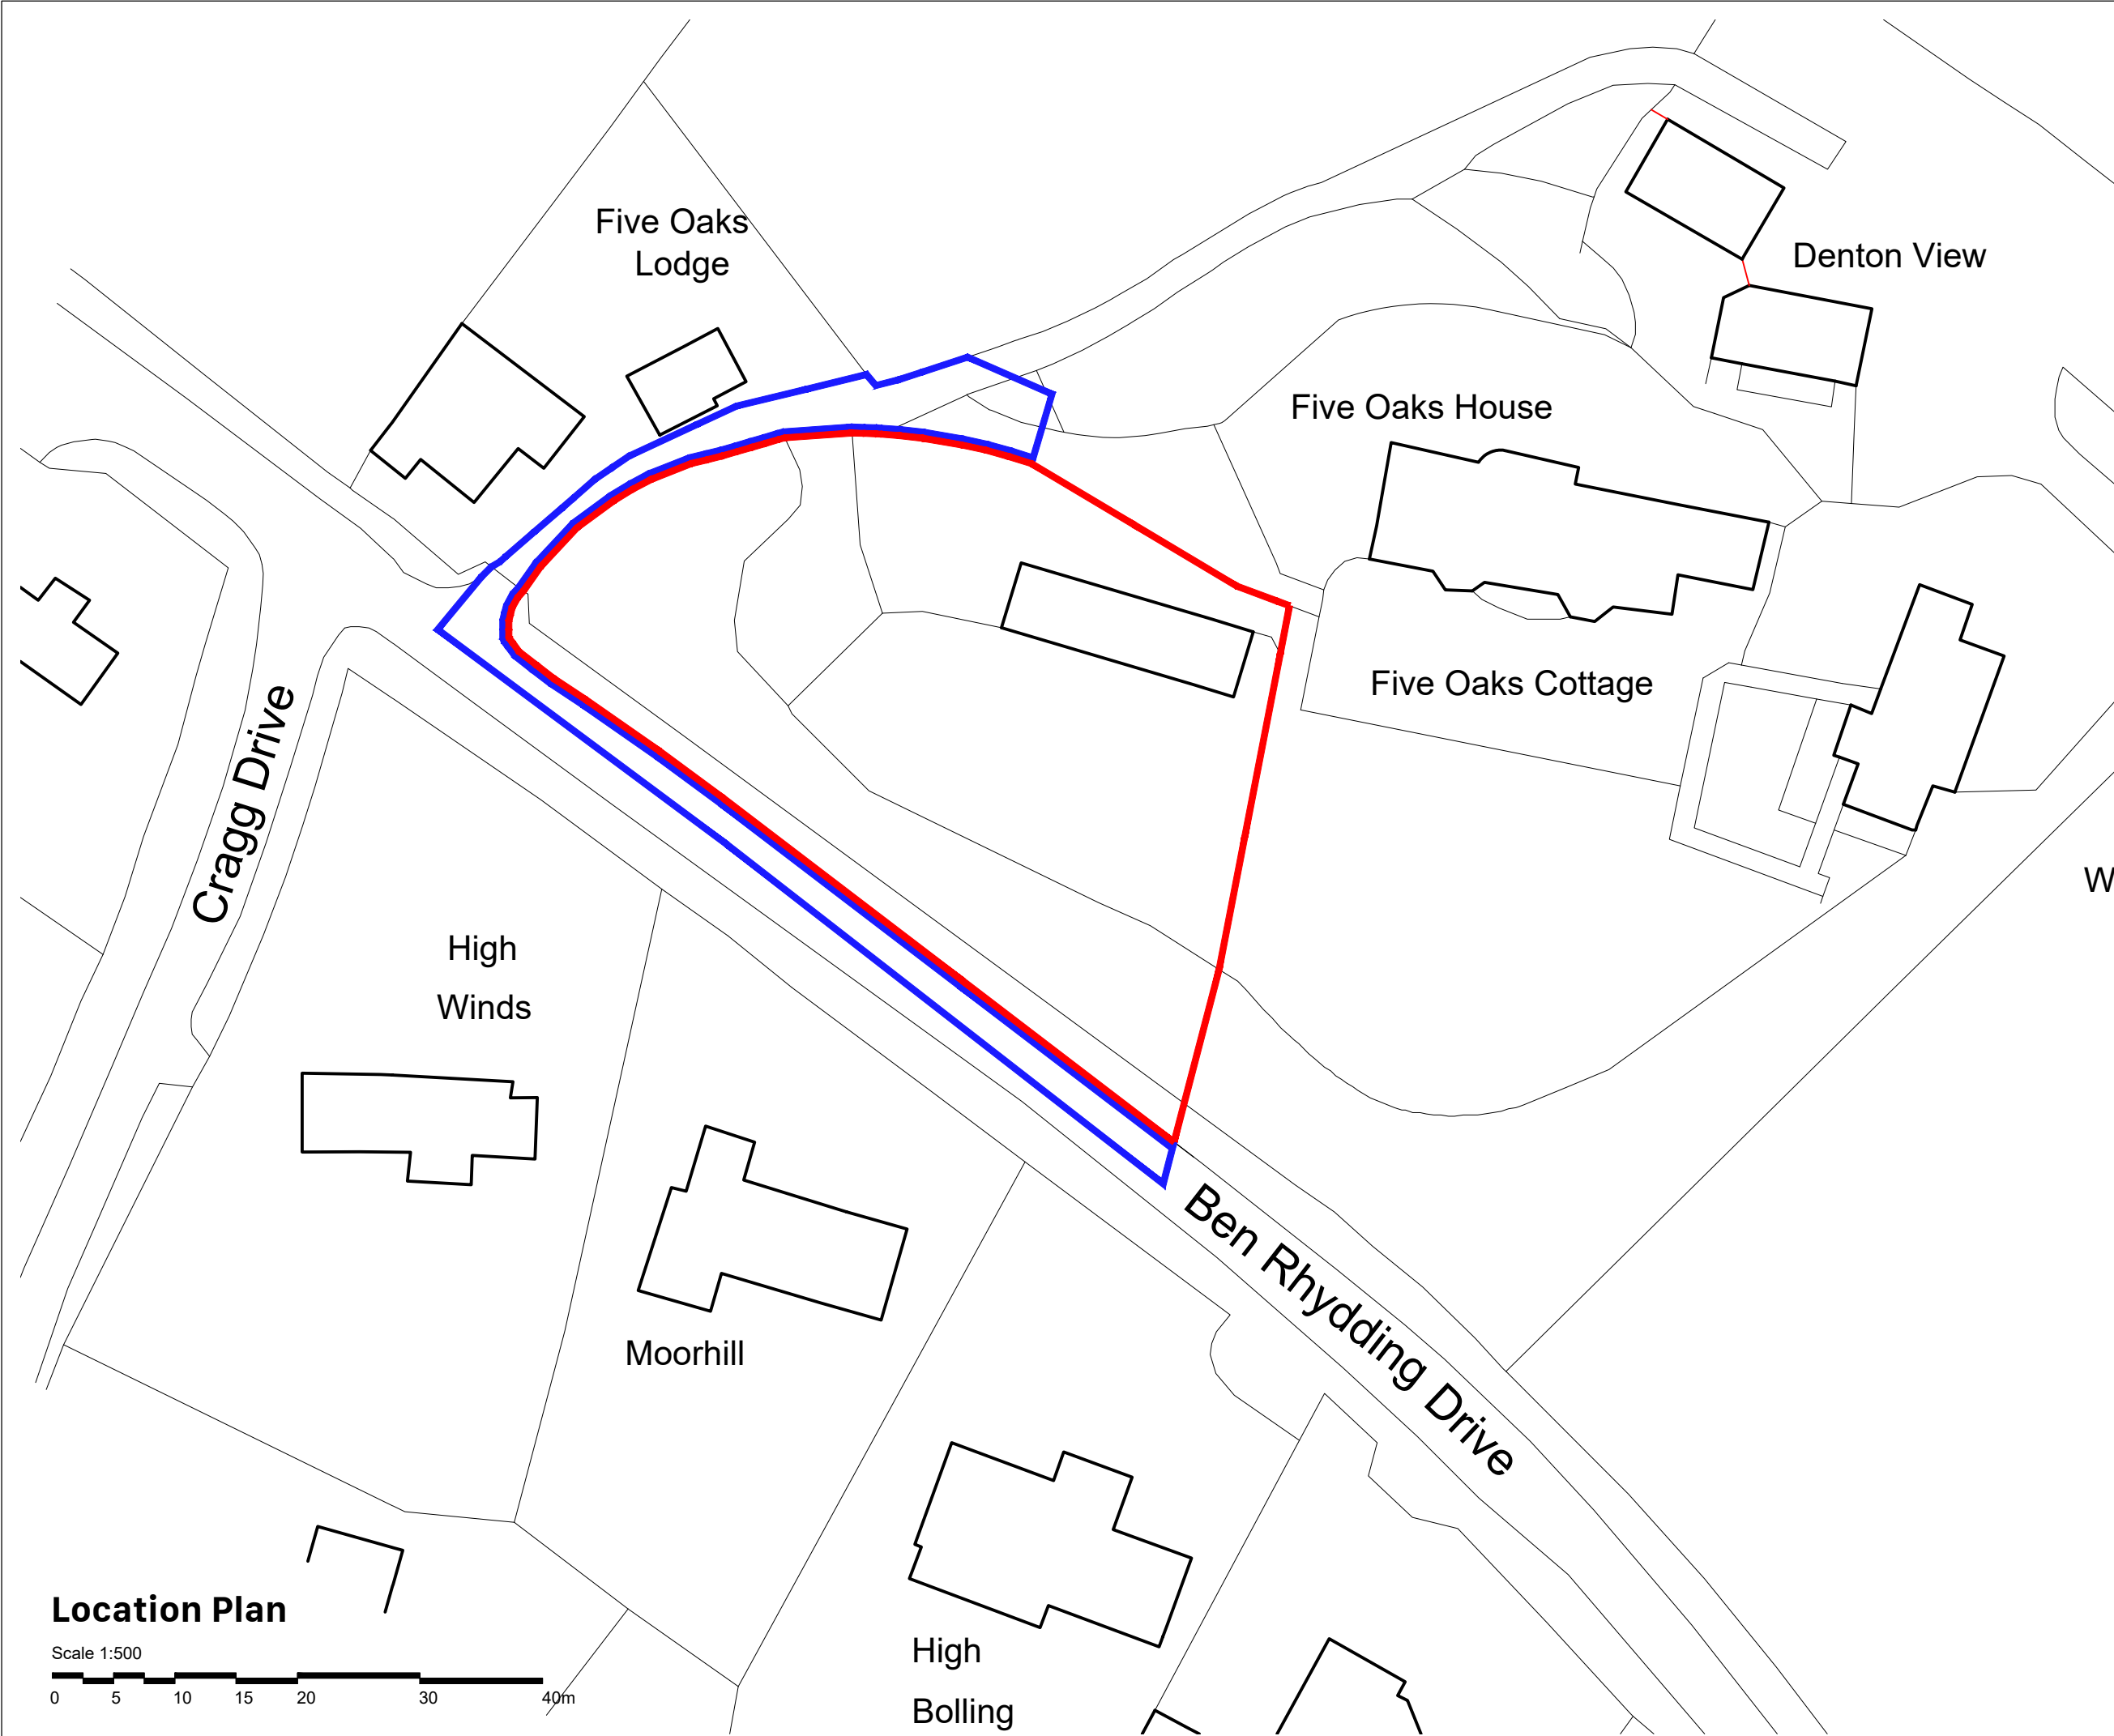 Five Oaks
Lodge
Denton View
Five Oaks House
Five Oaks Cottage
Cragg Drive
W
High
Winds
Ben Rhydding Drive
Moorhill
High
Bolling
Location Plan
Scale 1:500
0 5 10 15 20 30 40m